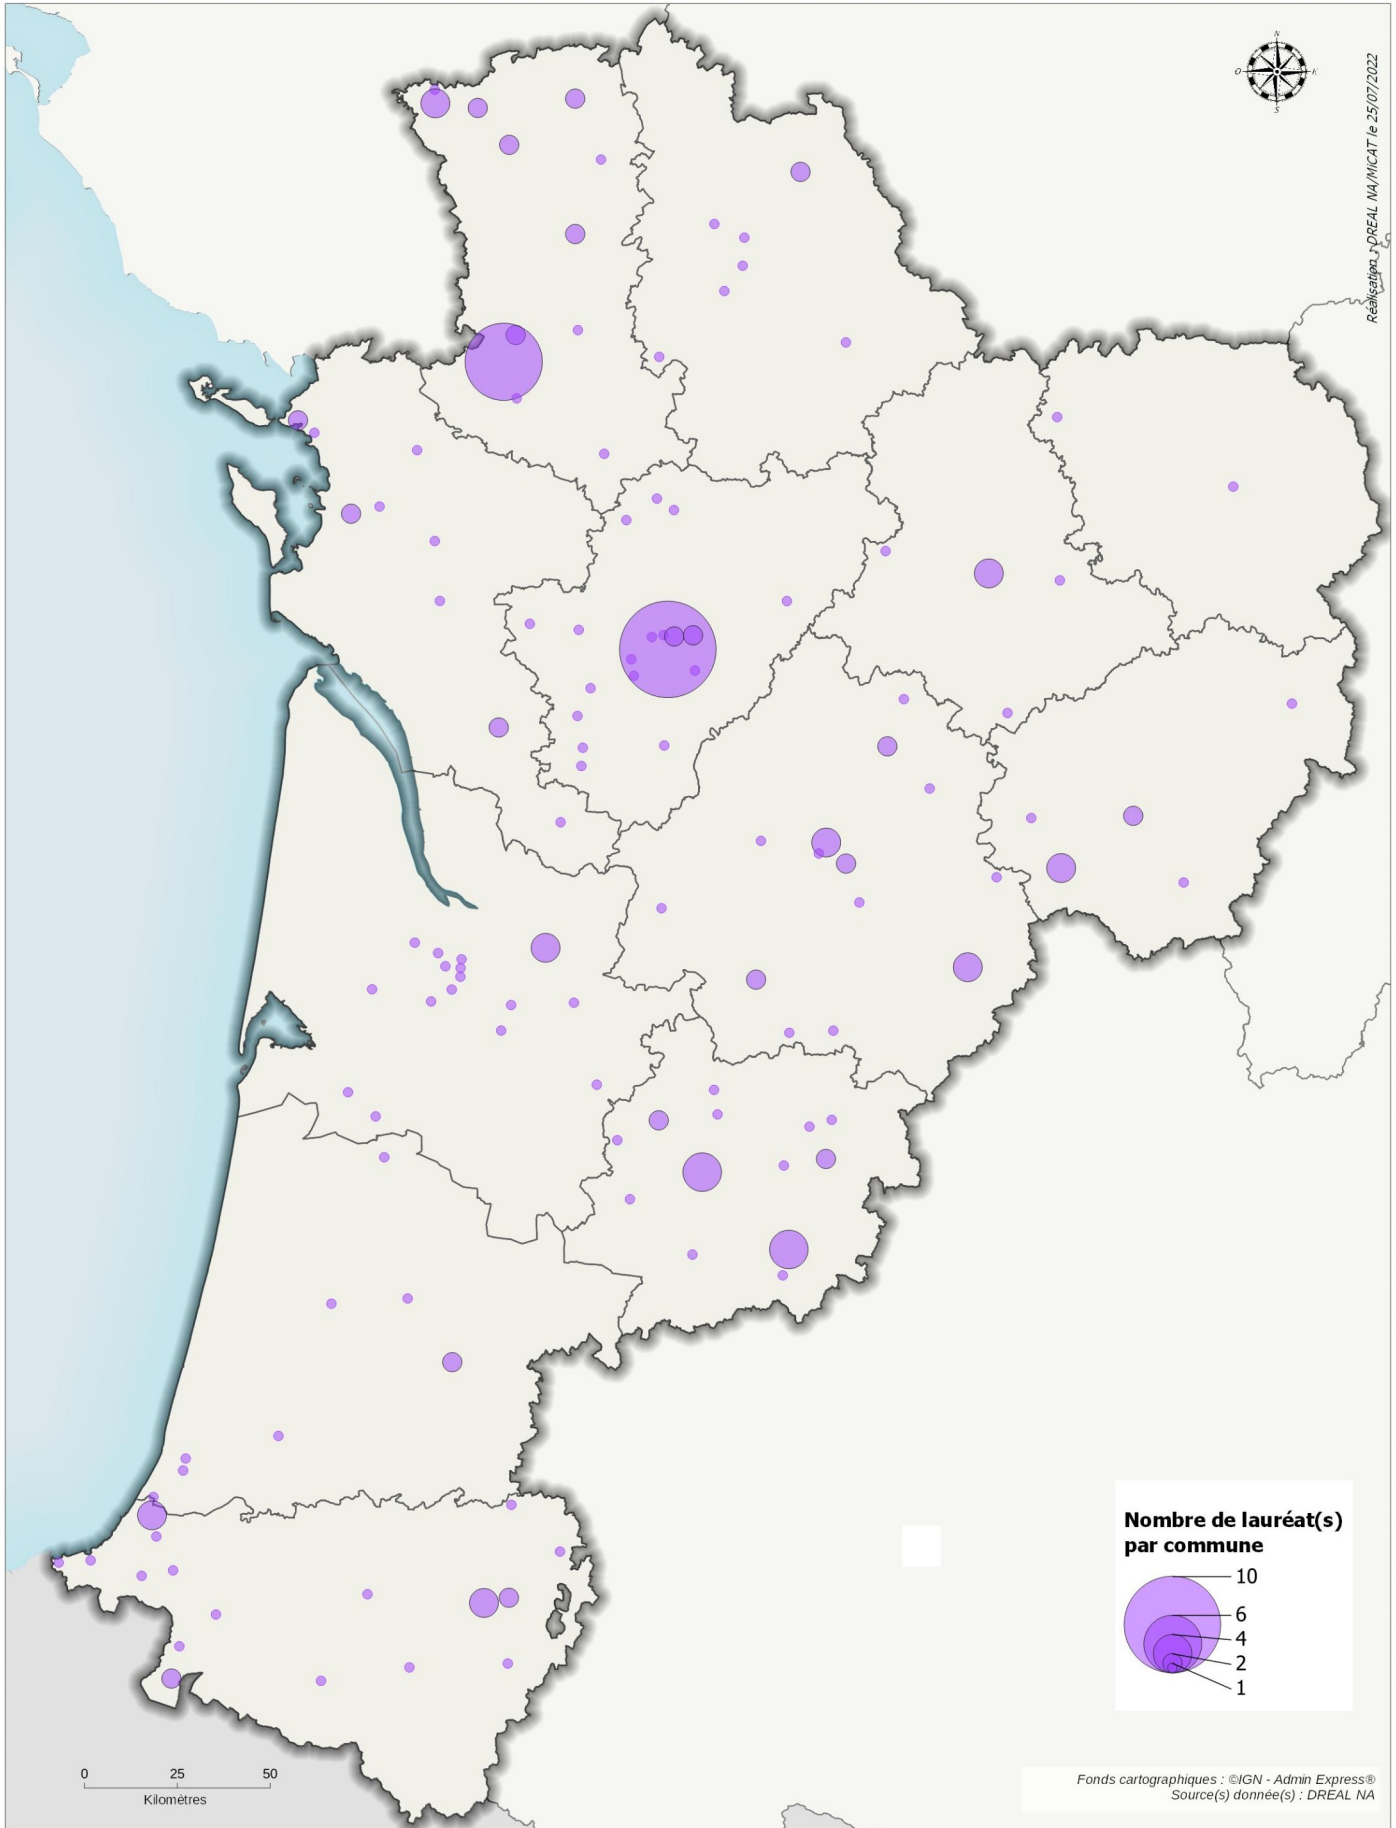 N
O
E
S
Réalisation : DREAL NA/MiCAT le 25/07/2022
Nombre de lauréat(s)
par commune
10
6
4
2
1
0 25 50
Kilomètres
Fonds cartographiques : ©IGN - Admin Express®
Source(s) donnée(s) : DREAL NA